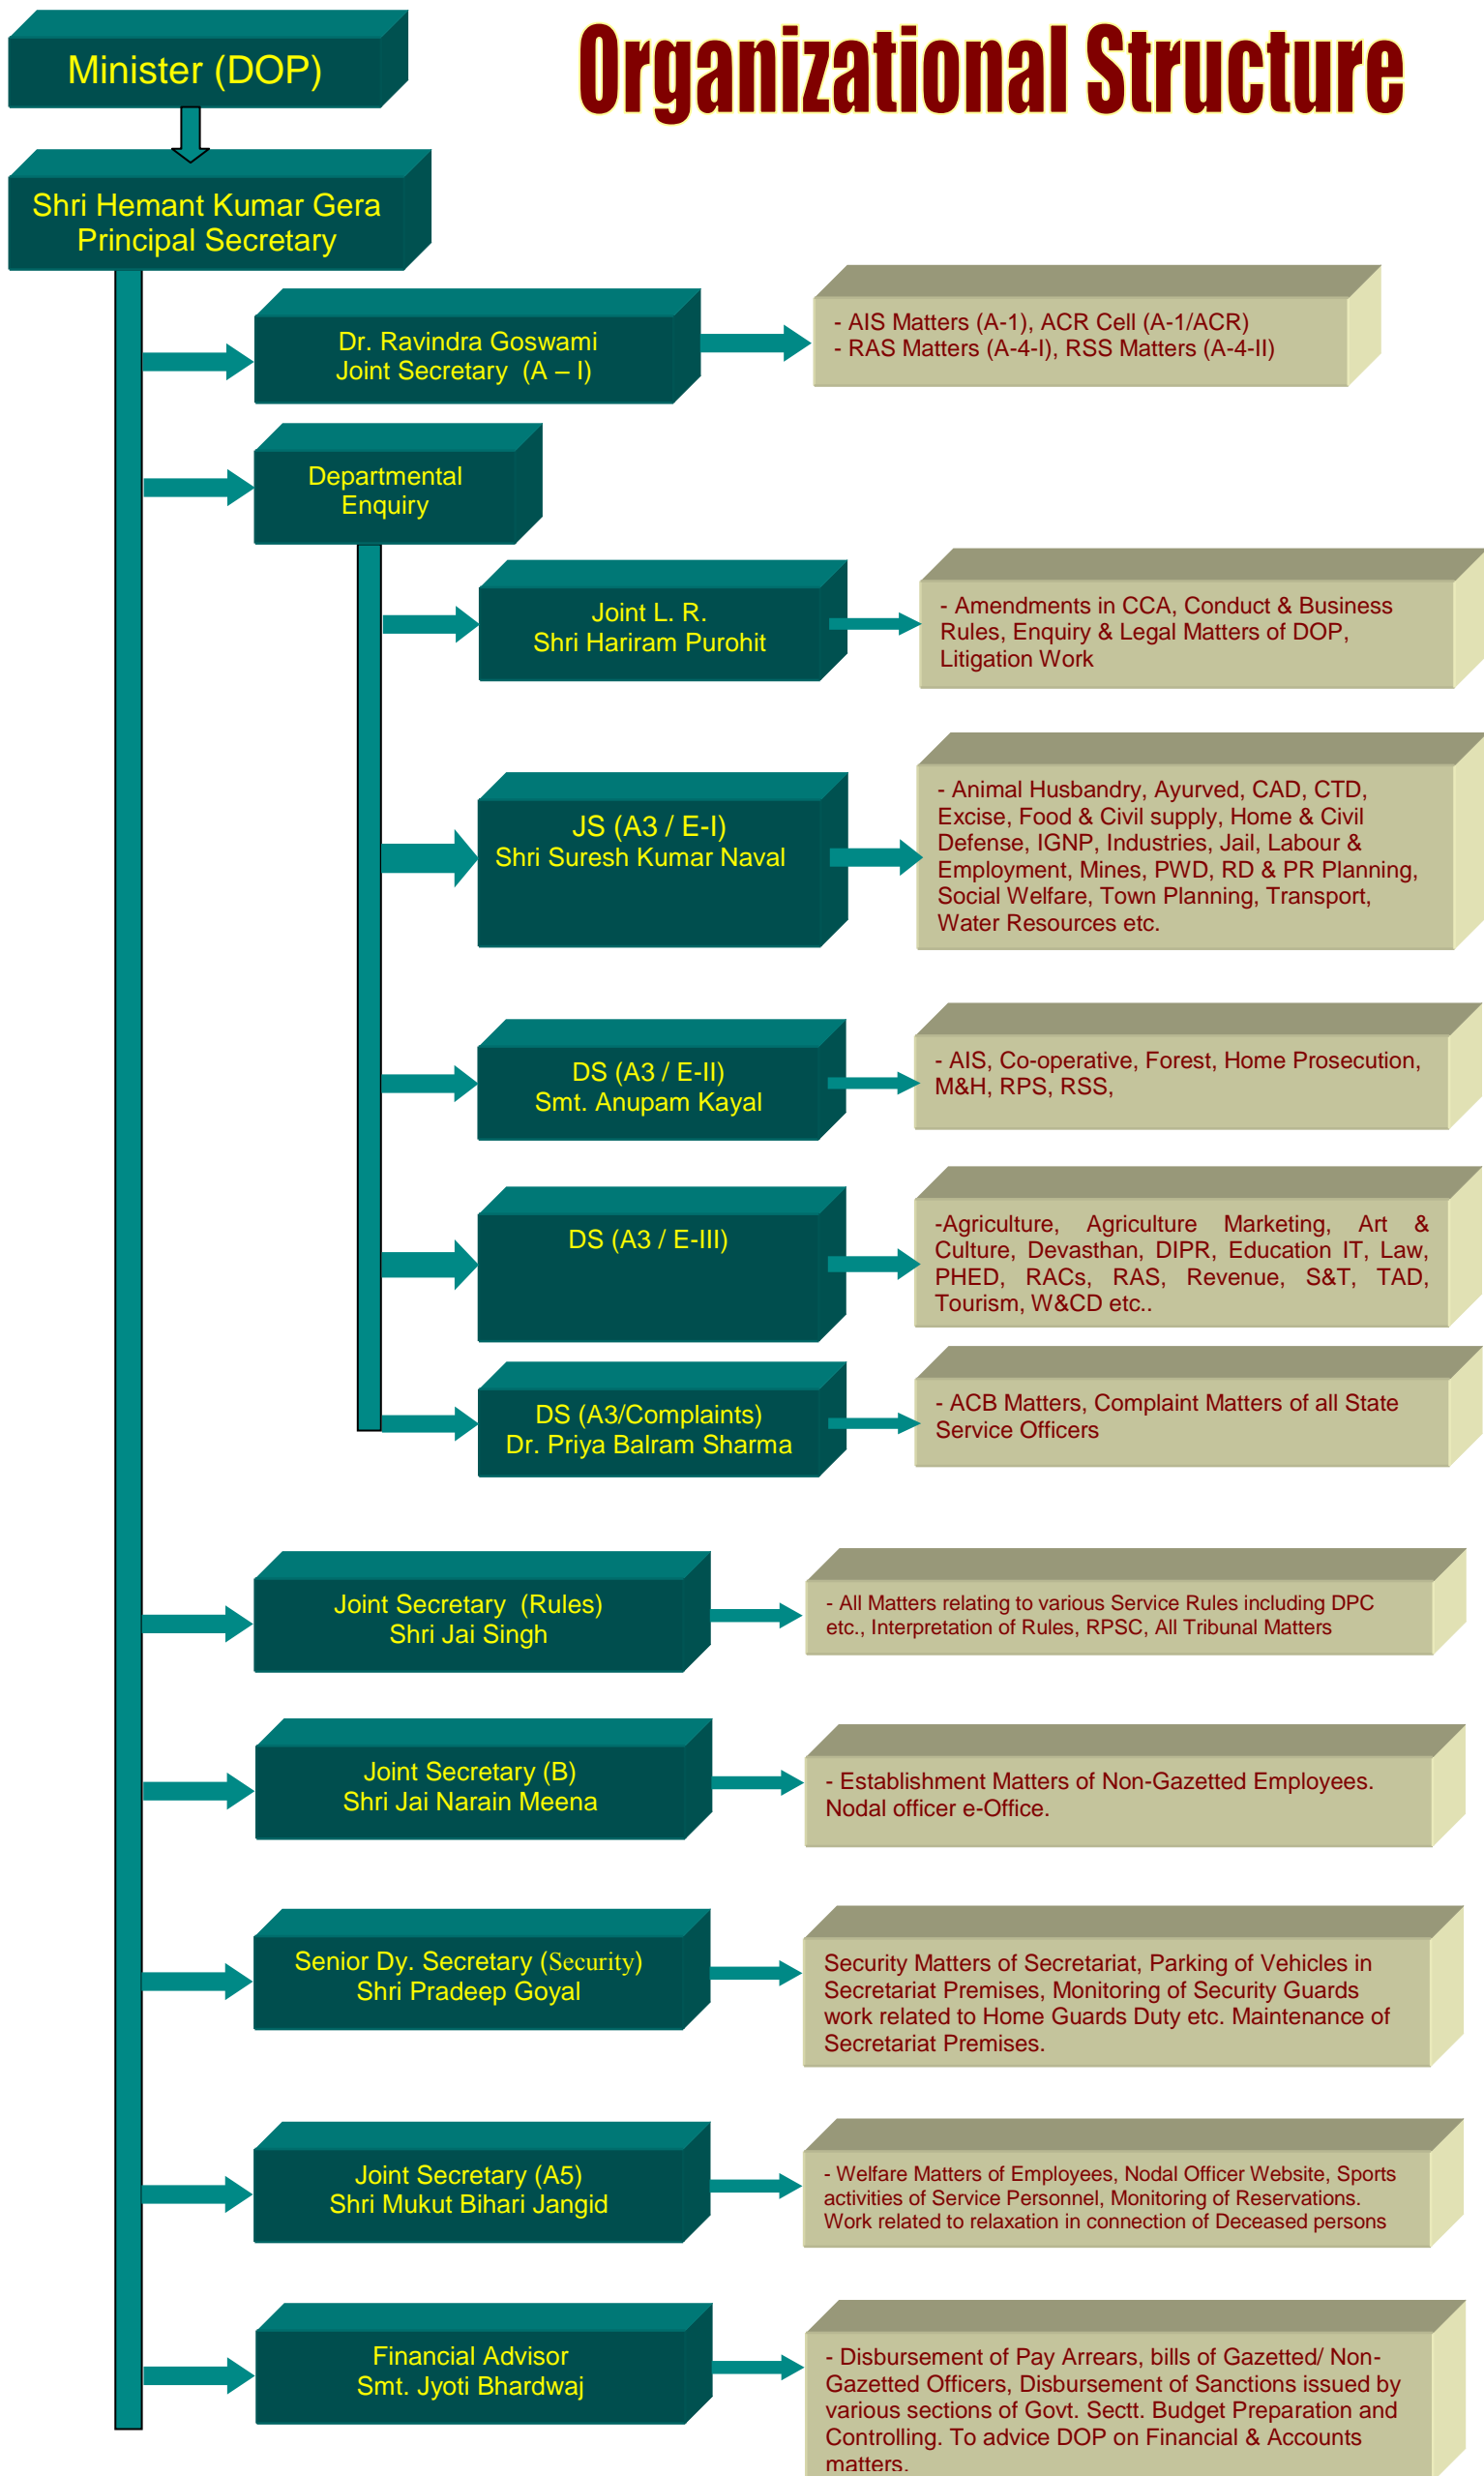 Organizational Structure
Minister (DOP)
Shri Hemant Kumar Gera
Principal Secretary
Dr. Ravindra Goswami
Joint Secretary (A – I)
- AIS Matters (A-1), ACR Cell (A-1/ACR)
- RAS Matters (A-4-I), RSS Matters (A-4-II)
Departmental
Enquiry
Joint L. R.
Shri Hariram Purohit
- Amendments in CCA, Conduct & Business
Rules, Enquiry & Legal Matters of DOP,
Litigation Work
JS (A3 / E-I)
Shri Suresh Kumar Naval
- Animal Husbandry, Ayurved, CAD, CTD,
Excise, Food & Civil supply, Home & Civil
Defense, IGNP, Industries, Jail, Labour &
Employment, Mines, PWD, RD & PR Planning,
Social Welfare, Town Planning, Transport,
Water Resources etc.
DS (A3 / E-II)
Smt. Anupam Kayal
- AIS, Co-operative, Forest, Home Prosecution,
M&H, RPS, RSS,
DS (A3 / E-III)
-Agriculture, Agriculture Marketing, Art &
Culture, Devasthan, DIPR, Education IT, Law,
PHED, RACs, RAS, Revenue, S&T, TAD,
Tourism, W&CD etc..
DS (A3/Complaints)
Dr. Priya Balram Sharma
- ACB Matters, Complaint Matters of all State
Service Officers
Joint Secretary (Rules)
Shri Jai Singh
- All Matters relating to various Service Rules including DPC
etc., Interpretation of Rules, RPSC, All Tribunal Matters
Joint Secretary (B)
Shri Jai Narain Meena
- Establishment Matters of Non-Gazetted Employees.
Nodal officer e-Office.
Senior Dy. Secretary (Security)
Shri Pradeep Goyal
Security Matters of Secretariat, Parking of Vehicles in
Secretariat Premises, Monitoring of Security Guards
work related to Home Guards Duty etc. Maintenance of
Secretariat Premises.
Joint Secretary (A5)
Shri Mukut Bihari Jangid
- Welfare Matters of Employees, Nodal Officer Website, Sports
activities of Service Personnel, Monitoring of Reservations.
Work related to relaxation in connection of Deceased persons
Financial Advisor
Smt. Jyoti Bhardwaj
- Disbursement of Pay Arrears, bills of Gazetted/ Non-
Gazetted Officers, Disbursement of Sanctions issued by
various sections of Govt. Sectt. Budget Preparation and
Controlling. To advice DOP on Financial & Accounts
matters.